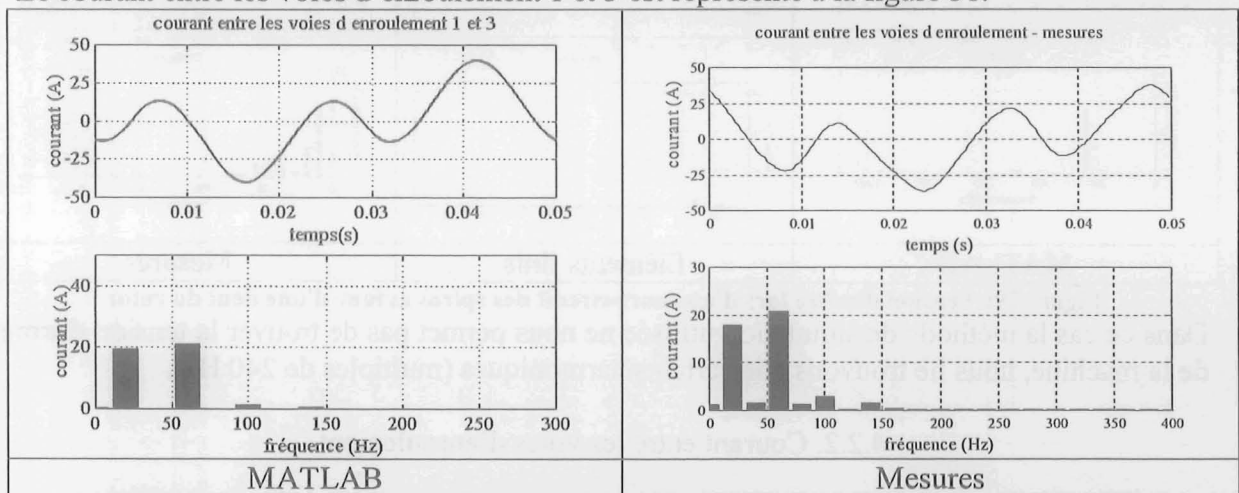 courant entre les voies d enroulement 1 et 3
50
25
0
-25
-50
courant (A)
0 0.01 0.02 0.03 0.04 0.05
temps(s)
40
20
0
courant (A)
0 50 100 150 200 250 300
fréquence (Hz)
MATLAB
courant entre les voies d enroulement - mesures
50
25
0
-25
-50
courant (A)
0 0.01 0.02 0.03 0.04 0.05
temps (s)
30
20
10
0
courant (A)
0 50 100 150 200 250 300 350 400
fréquence (Hz)
Mesures